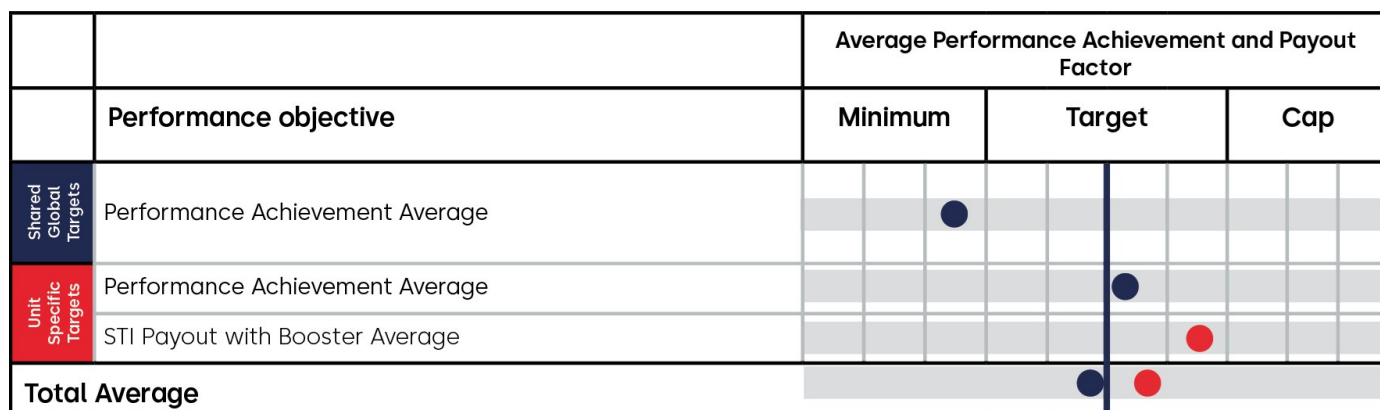 Average Performance Achievement and Payout
Factor
Performance objective
Minimum
Target
Cap
Shared
Global
Targets
Performance Achievement Average
Unit
Specific
Targets
Performance Achievement Average
STI Payout with Booster Average
Total Average